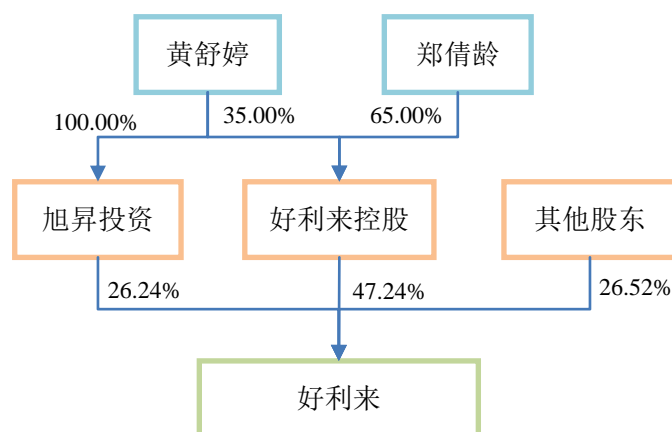 黄舒婷
郑倩龄
100.00%
35.00%
65.00%
旭昇投资
好利来控股
其他股东
26.24%
47.24%
26.52%
好利来